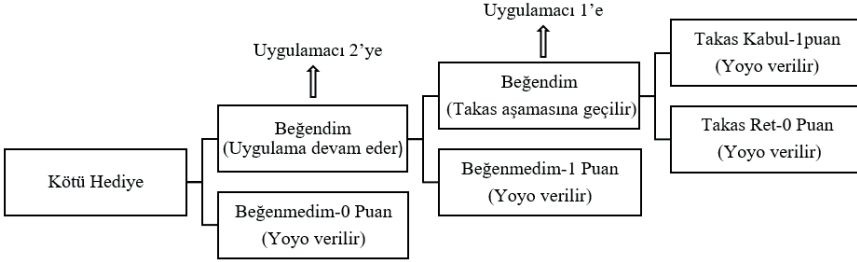 Kötü Hediye
Uygulamacı 2’ye
Beğendim
(Uygulama devam eder)
Beğenmedim-0 Puan
(Yoyo verilir)
Uygulamacı 1’e
Beğendim
(Takas aşamasına geçilir)
Beğenmedim-1 Puan
(Yoyo verilir)
Takas Kabul-1puan
(Yoyo verilir)
Takas Ret-0 Puan
(Yoyo verilir)